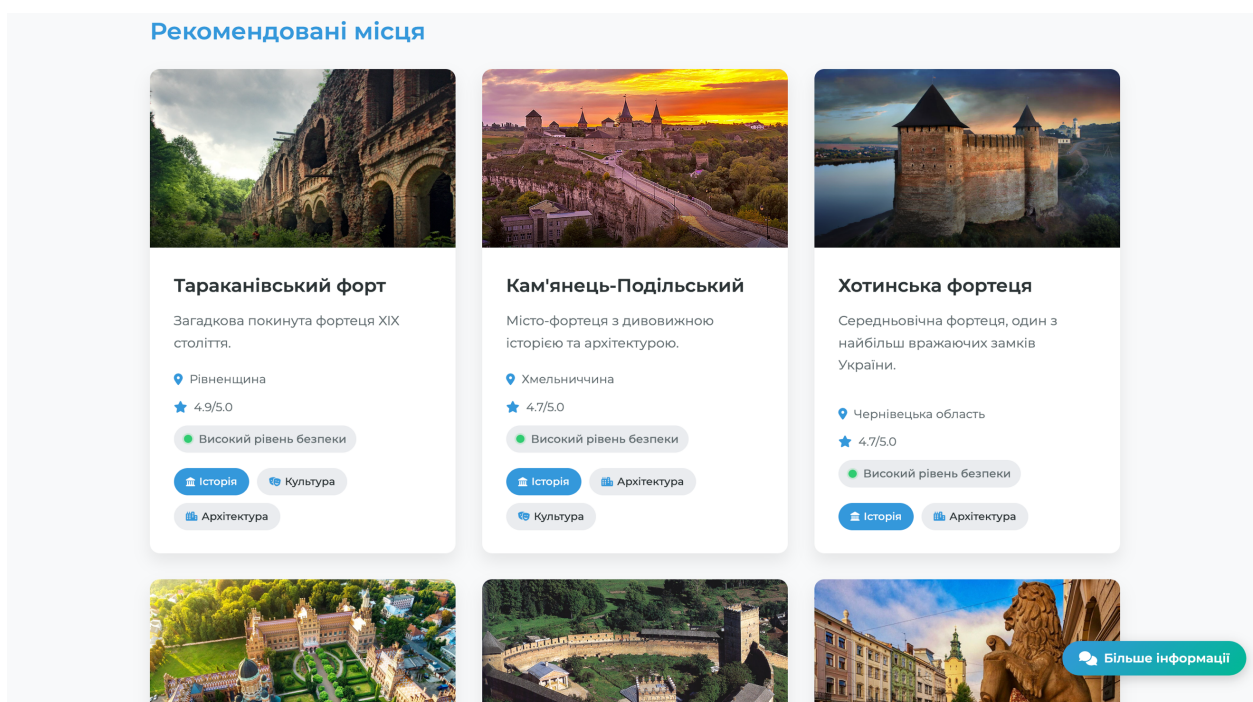 Рекомендовані місця
Тараканівський форт
Загадкова покинута фортеця XIX
століття.
Рівненщина
4.9/5.0
Високий рівень безпеки
Історія
Культура
Архітектура
Кам'янець-Подільський
Місто-фортеця з дивовижною
історією та архітектурою.
Хмельниччина
4.7/5.0
Високий рівень безпеки
Історія
Архітектура
Культура
Хотинська фортеця
Середньовічна фортеця, один з
найбільш вражаючих замків
України.
Чернівецька область
4.7/5.0
Високий рівень безпеки
Історія
Архітектура
Більше інформації